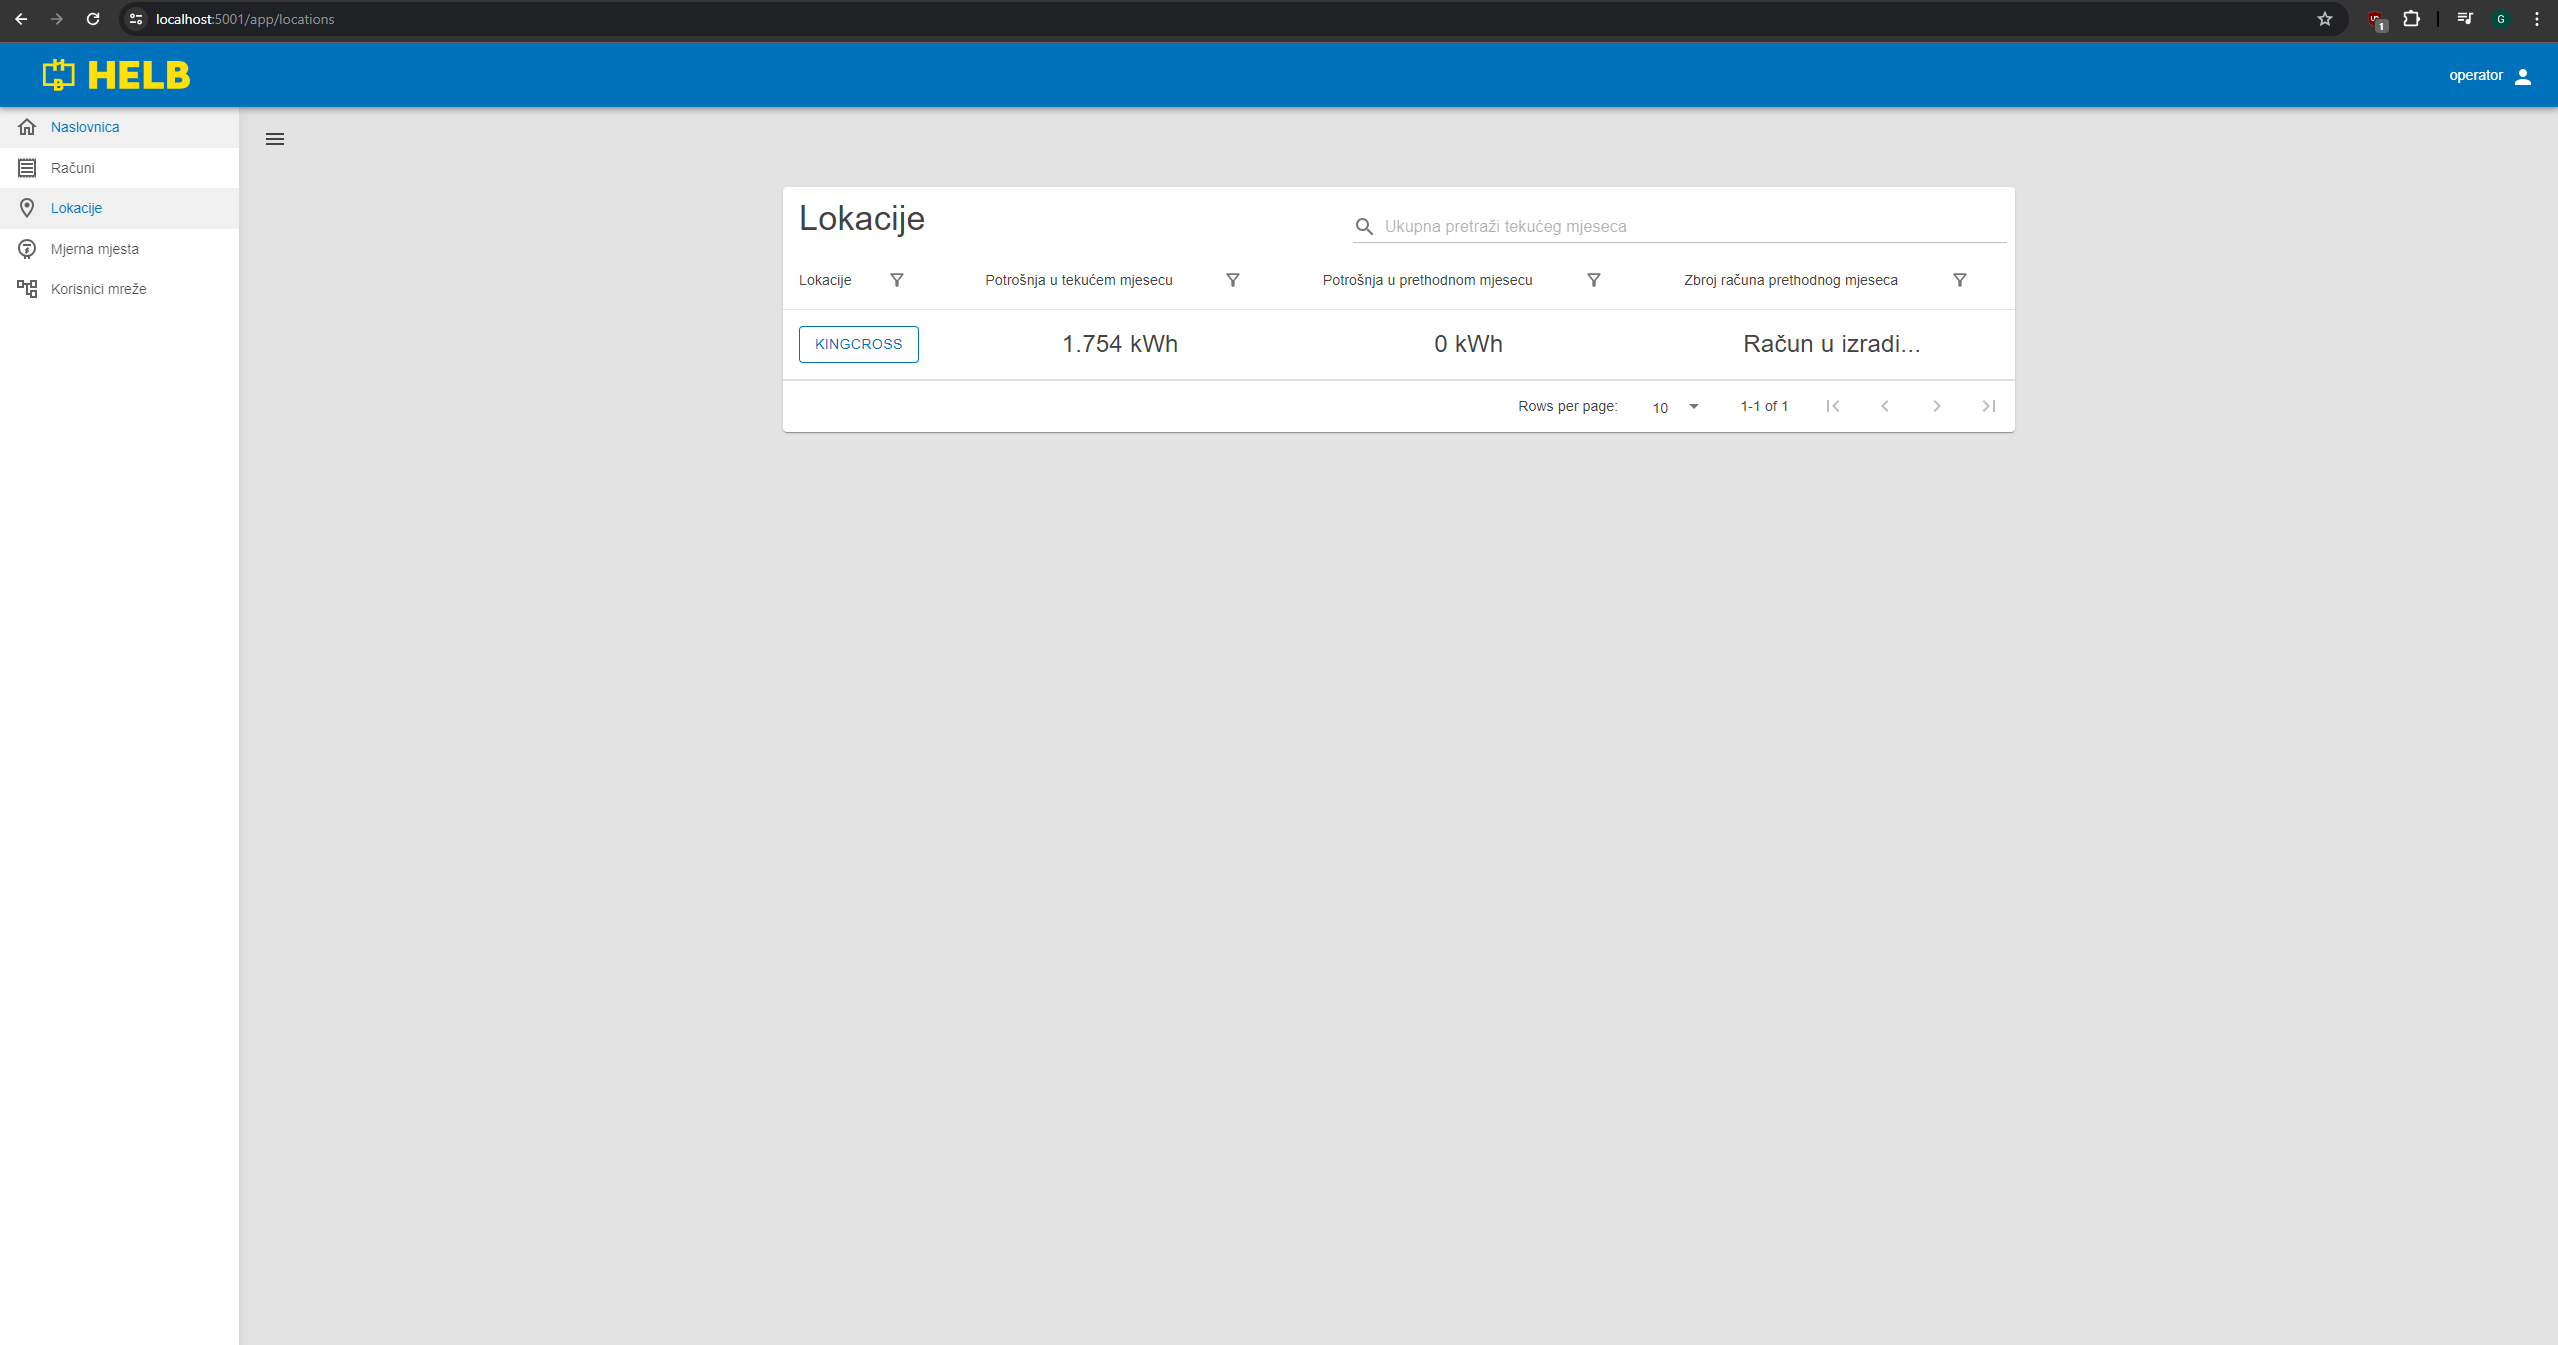 localhost:5001/app/locations
1
G
HELB
operator
Naslovnica
Računi
Lokacije
Mjerna mjesta
Korisnici mreže
Lokacije
Ukupna pretraži tekućeg mjeseca
Lokacije Potrošnja u tekućem mjesecu Potrošnja u prethodnom mjesecu Zbroj računa prethodnog mjeseca
KINGCROSS 1.754 kWh 0 kWh Račun u izradi...
Rows per page: 10 1-1 of 1